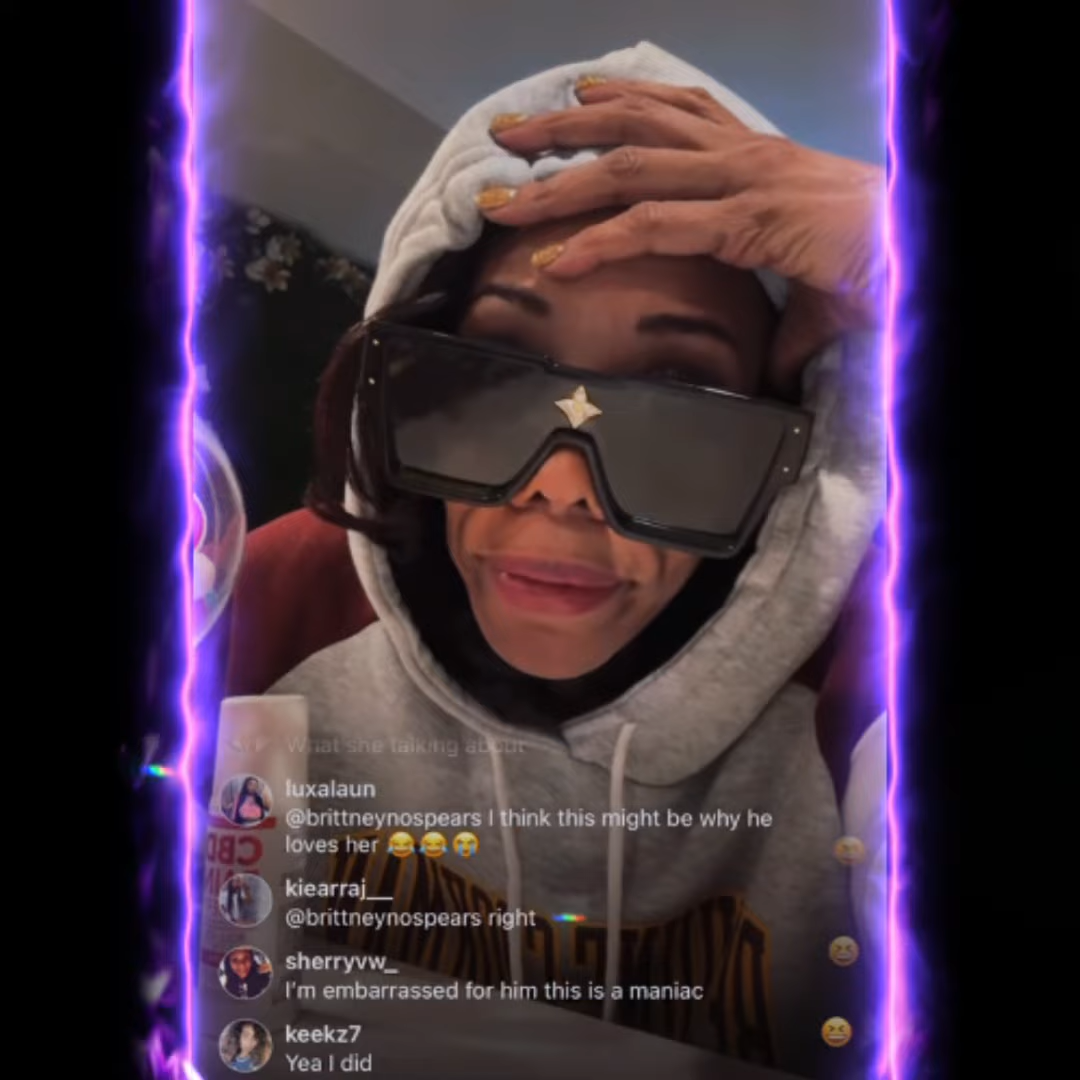 What she talking about
luxalaun
@brittneynospears I think this might be why he
loves her 😂😂😭
kiearraj__
@brittneynospears right
sherryvw_
I'm embarrassed for him this is a maniac
keekz7
Yea I did
CBD